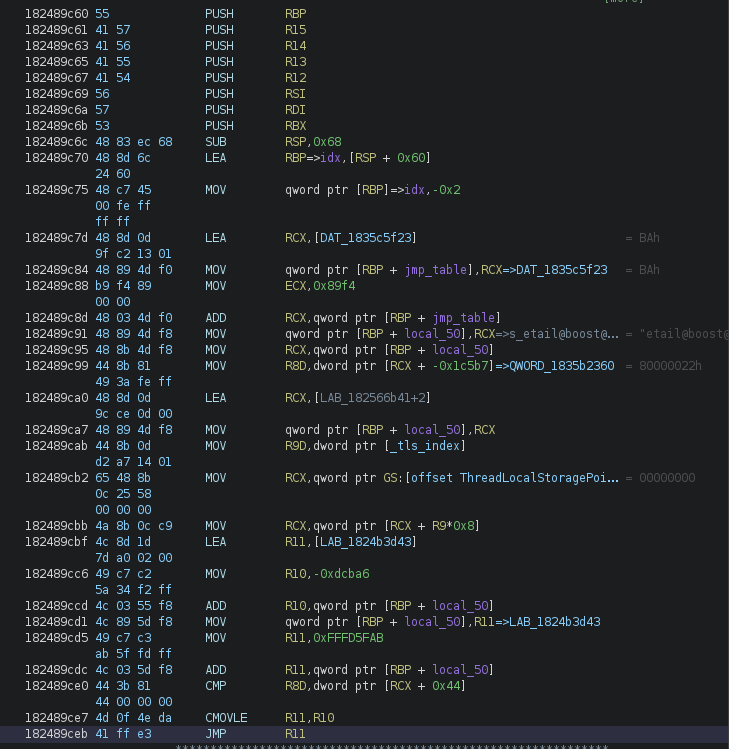 182489c60 55 PUSH RBP
182489c61 41 57 PUSH R15
182489c63 41 56 PUSH R14
182489c65 41 55 PUSH R13
182489c67 41 54 PUSH R12
182489c69 56 PUSH RSI
182489c6a 57 PUSH RDI
182489c6b 53 PUSH RBX
182489c6c 48 83 ec 68 SUB RSP,0x68
182489c70 48 8d 6c LEA RBP=>idx,[RSP + 0x60]
24 60
182489c75 48 c7 45 MOV qword ptr [RBP]=>idx,-0x2
00 fe ff
ff ff
182489c7d 48 8d 0d LEA RCX,[DAT_1835c5f23] = BAh
9f c2 13 01
182489c84 48 89 4d f0 MOV qword ptr [RBP + jmp_table],RCX=>DAT_1835c5f23 = BAh
182489c88 b9 f4 89 MOV ECX,0x89f4
00 00
182489c8d 48 03 4d f0 ADD RCX,qword ptr [RBP + jmp_table]
182489c91 48 89 4d f8 MOV qword ptr [RBP + local_50],RCX=>s_etail@boost@... = "etail@boost@
182489c95 48 8b 4d f8 MOV RCX,qword ptr [RBP + local_50]
182489c99 44 8b 81 MOV R8D,dword ptr [RCX + -0x1c5b7]=>QWORD_1835b2360 = 80000022h
49 3a fe ff
182489ca0 48 8d 0d LEA RCX,[LAB_182566b41+2]
9c ce 0d 00
182489ca7 48 89 4d f8 MOV qword ptr [RBP + local_50],RCX
182489cab 44 8b 0d MOV R9D,dword ptr [_tls_index]
d2 a7 14 01
182489cb2 65 48 8b MOV RCX,qword ptr GS:[offset ThreadLocalStoragePoi... = 00000000
0c 25 58
00 00 00
182489cbb 4a 8b 0c c9 MOV RCX,qword ptr [RCX + R9*0x8]
182489cbf 4c 8d 1d LEA R11,[LAB_1824b3d43]
7d a0 02 00
182489cc6 49 c7 c2 MOV R10,-0xdcba6
5a 34 f2 ff
182489ccd 4c 03 55 f8 ADD R10,qword ptr [RBP + local_50]
182489cd1 4c 89 5d f8 MOV qword ptr [RBP + local_50],R11=>LAB_1824b3d43
182489cd5 49 c7 c3 MOV R11,0xFFFD5FAB
ab 5f fd ff
182489cdc 4c 03 5d f8 ADD R11,qword ptr [RBP + local_50]
182489ce0 44 3b 81 CMP R8D,dword ptr [RCX + 0x44]
44 00 00 00
182489ce7 4d 0f 4e da CMOVLE R11,R10
182489ceb 41 ff e3 JMP R11